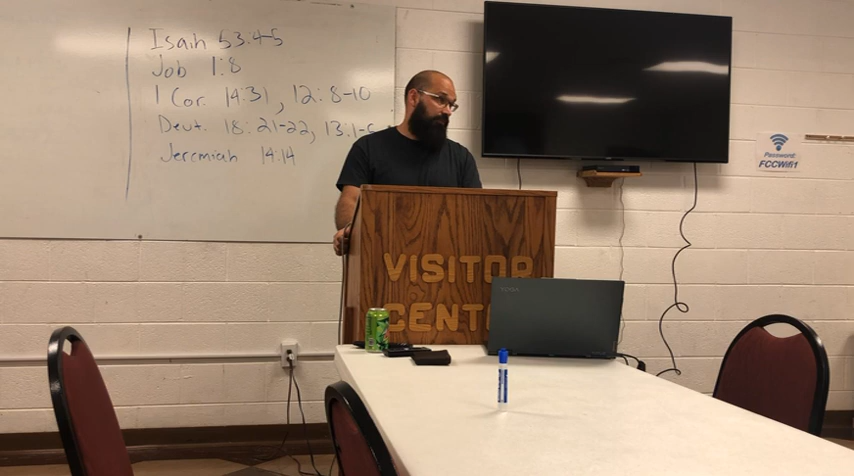 Isaih 53:4-5
Job 1:8
1 Cor. 14:31, 12:8-10
Deut. 18:21-22, 13:1-5
Jeremiah 14:14
Password:
FCCWifi1
VISITOR
CENT
YOGA